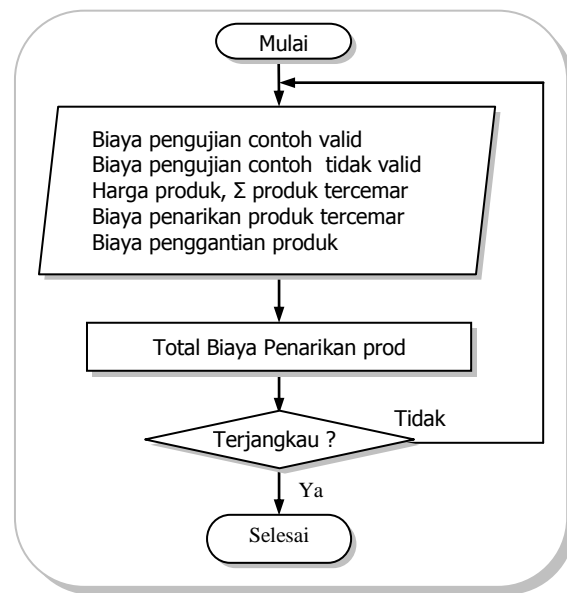 Mulai
Biaya pengujian contoh valid
Biaya pengujian contoh tidak valid
Harga produk, Σ produk tercemar
Biaya penarikan produk tercemar
Biaya penggantian produk
Total Biaya Penarikan prod
Tidak
Terjangkau ?
Ya
Selesai